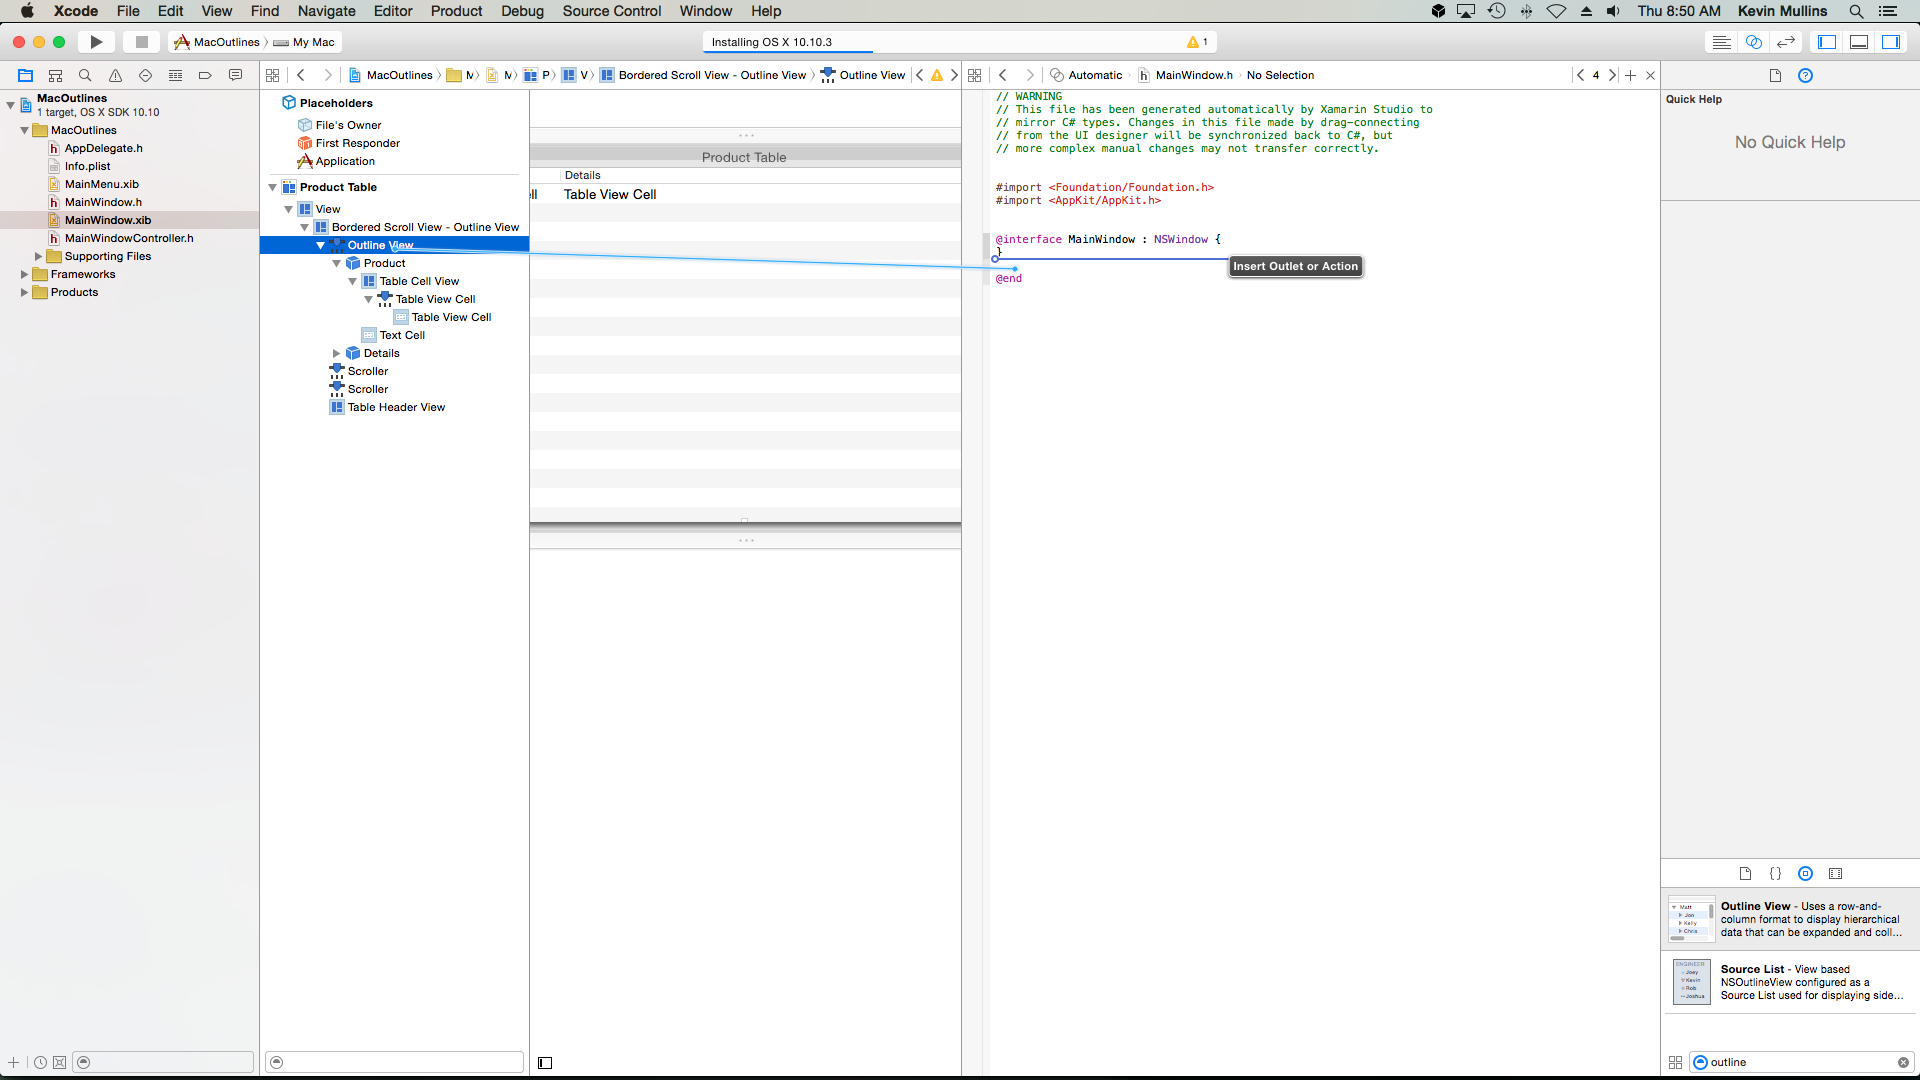 Xcode File Edit View Find Navigate Editor Product Debug Source Control Window Help
Thu 8:50 AM Kevin Mullins
MacOutlines My Mac
Installing OS X 10.10.3
1
MacOutlines
1 target, OS X SDK 10.10
MacOutlines
AppDelegate.h
Info.plist
MainMenu.xib
MainWindow.h
MainWindow.xib
MainWindowController.h
Supporting Files
Frameworks
Products
MacOutlines M M P V Bordered Scroll View - Outline View Outline View
Placeholders
File's Owner
First Responder
Application
Product Table
View
Bordered Scroll View - Outline View
Outline View
Product
Table Cell View
Table View Cell
Table View Cell
Text Cell
Details
Scroller
Scroller
Table Header View
Product Table
Details
ell Table View Cell
Automatic MainWindow.h No Selection
4
// WARNING
// This file has been generated automatically by Xamarin Studio to
// mirror C# types. Changes in this file made by drag-connecting
// from the UI designer will be synchronized back to C#, but
// more complex manual changes may not transfer correctly.
#import <Foundation/Foundation.h>
#import <AppKit/AppKit.h>
@interface MainWindow : NSWindow {
}
Insert Outlet or Action
@end
Quick Help
No Quick Help
{}
Matt
Jon
Kelly
Chris
Outline View - Uses a row-and-
column format to display hierarchical
data that can be expanded and coll...
ENGINEER
Joey
Kevin
Rob
Joshua
Source List - View based
NSOutlineView configured as a
Source List used for displaying side...
outline